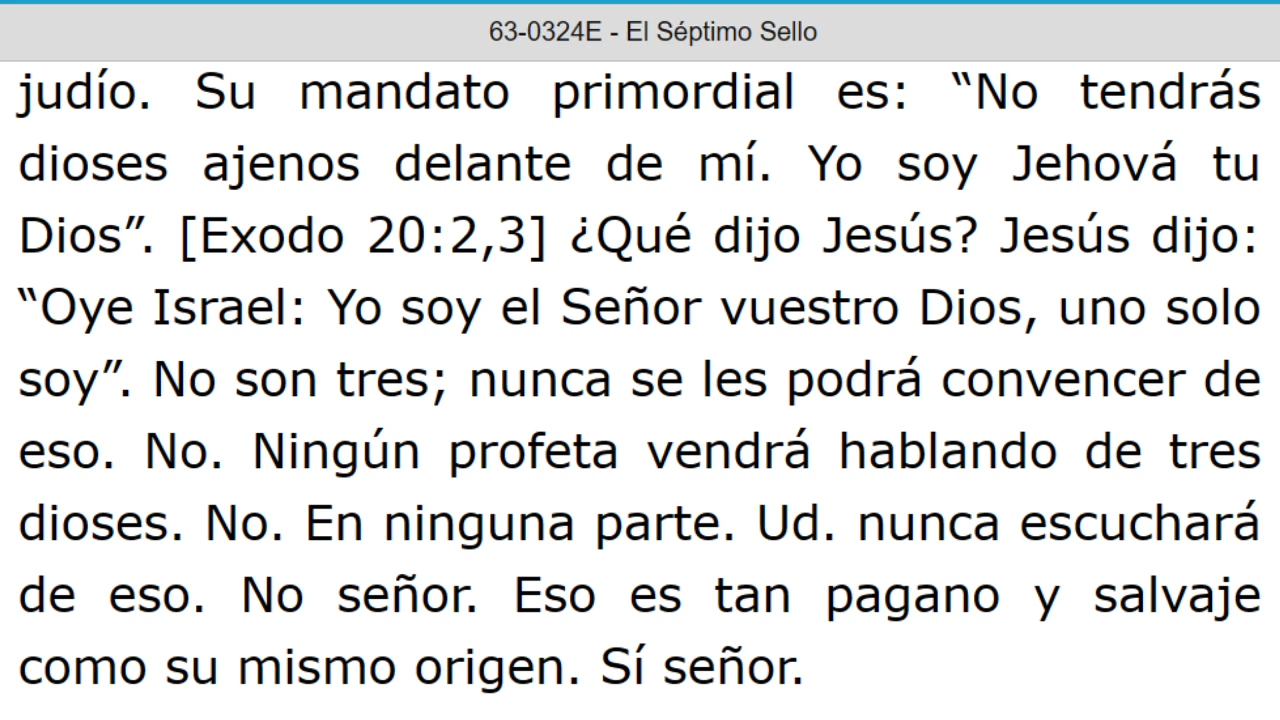 63-0324E - El Séptimo Sello
judío. Su mandato primordial es: “No tendrás
dioses ajenos delante de mí. Yo soy Jehová tu
Dios”. [Exodo 20:2,3] ¿Qué dijo Jesús? Jesús dijo:
“Oye Israel: Yo soy el Señor vuestro Dios, uno solo
soy”. No son tres; nunca se les podrá convencer de
eso. No. Ningún profeta vendrá hablando de tres
dioses. No. En ninguna parte. Ud. nunca escuchará
de eso. No señor. Eso es tan pagano y salvaje
como su mismo origen. Sí señor.